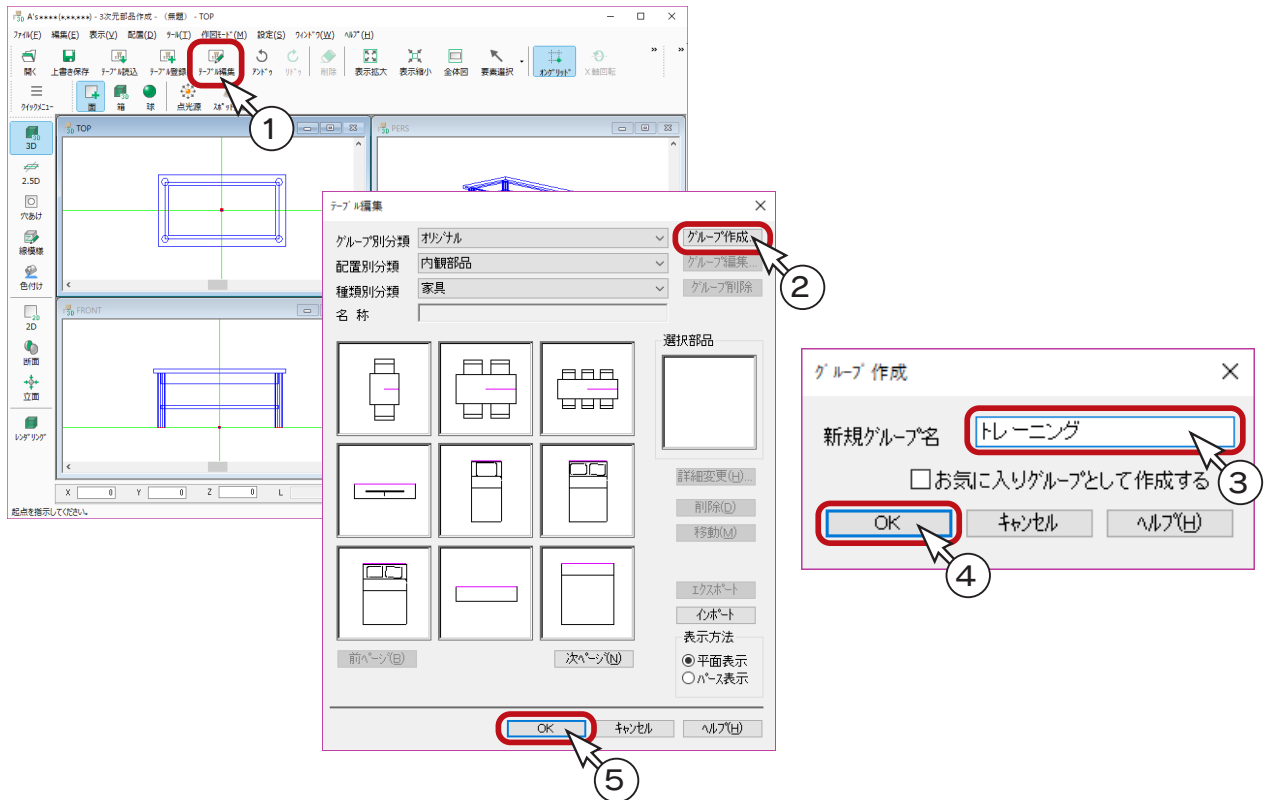 A's****(*.**.***) - 3次元部品作成 - （無題） - TOP
ﾌｧｲﾙ(F) 編集(E) 表示(V) 配置(D) ﾂｰﾙ(T) 作図ﾓｰﾄﾞ(M) 設定(S) ｳｨﾝﾄﾞｳ(W) ﾍﾙﾌﾟ(H)
開く 上書き保存 ﾃｰﾌﾞﾙ読込 ﾃｰﾌﾞﾙ登録 ﾃｰﾌﾞﾙ編集 ｱﾝﾄﾞｩ ﾘﾄﾞｩ 削除 表示拡大 表示縮小 全体図 要素選択 ｵﾝｸﾞﾘｯﾄﾞ X軸回転
ｸｲｯｸﾒﾆｭｰ 面 箱 球 点光源
①
3D
2.5D
穴あけ
線模様
色付け
2D
断面
立面
ﾚﾝﾀﾞﾘﾝｸﾞ
TOP
PERS
FRONT
X 0 Y 0 Z 0 L
起点を指示してください。
ﾃｰﾌﾞﾙ編集
ｸﾞﾙｰﾌﾟ別分類 ｵﾘｼﾞﾅﾙ ｸﾞﾙｰﾌﾟ作成...
②
配置別分類 内観部品 ｸﾞﾙｰﾌﾟ編集...
種類別分類 家具 ｸﾞﾙｰﾌﾟ削除
名 称
選択部品
詳細変更(H)...
削除(D)
移動(M)
ｴｸｽﾎﾟｰﾄ
ｲﾝﾎﾟｰﾄ
表示方法
平面表示
ﾊﾟｰｽ表示
前ﾍﾟｰｼﾞ(B) 次ﾍﾟｰｼﾞ(N)
OK ｷｬﾝｾﾙ ﾍﾙﾌﾟ(H)
⑤
ｸﾞﾙｰﾌﾟ作成
新規ｸﾞﾙｰﾌﾟ名 トレーニング
③
お気に入りｸﾞﾙｰﾌﾟとして作成する
OK ｷｬﾝｾﾙ ﾍﾙﾌﾟ(H)
④